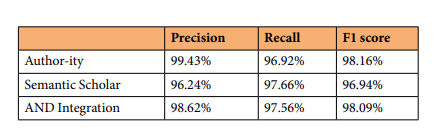 Precision Recall F1 score
Author-ity 99.43% 96.92% 98.16%
Semantic Scholar 96.24% 97.66% 96.94%
AND Integration 98.62% 97.56% 98.09%